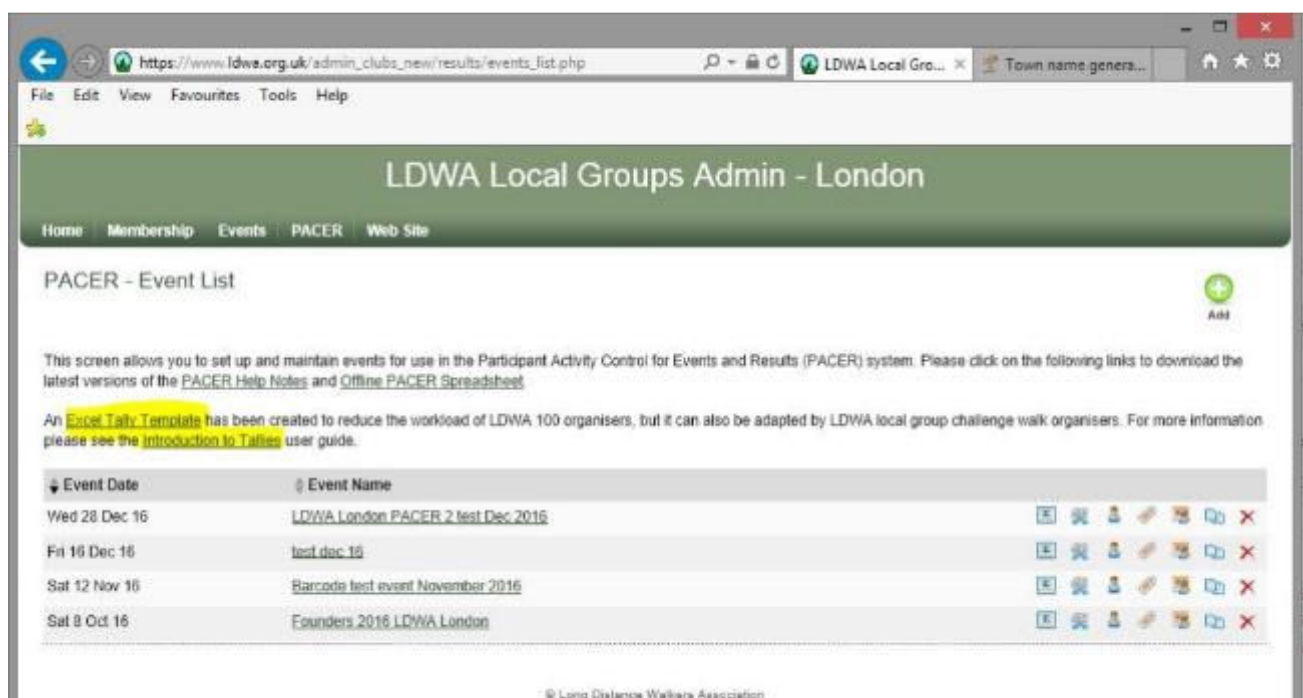 https://www.ldwa.org.uk/admin_clubs_new/results/events_list.php
LDWA Local Gro...
Town name genera...
File Edit View Favourites Tools Help
LDWA Local Groups Admin - London
Home Membership Events PACER Web Site
PACER - Event List
Add
This screen allows you to set up and maintain events for use in the Participant Activity Control for Events and Results (PACER) system. Please click on the following links to download the
latest versions of the PACER Help Notes and Offline PACER Spreadsheet.
An Excel Tally Template has been created to reduce the workload of LDWA 100 organisers, but it can also be adapted by LDWA local group challenge walk organisers. For more information
please see the Introduction to Tallies user guide.
Event Date Event Name
Wed 28 Dec 16 LDWA London PACER 2 test Dec 2016
Fri 16 Dec 16 test dec 16
Sat 12 Nov 16 Barcode test event November 2016
Sat 8 Oct 16 Founders 2016 LDWA London
© Long Distance Walkers Association